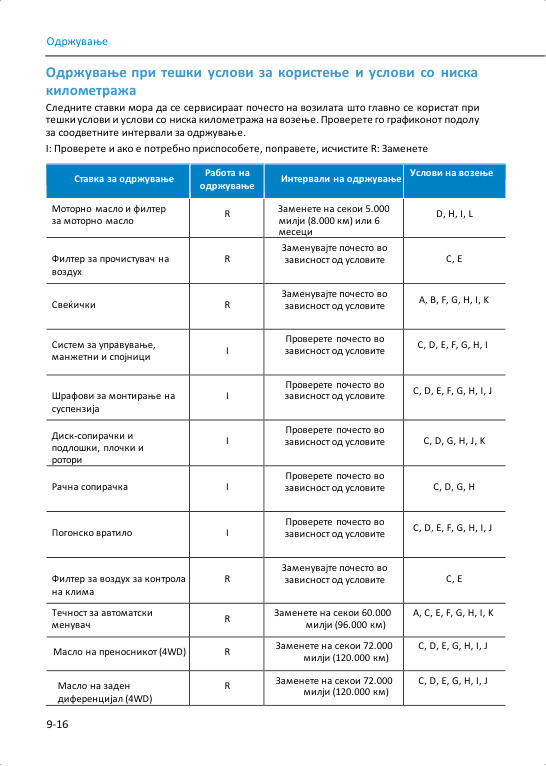 Одржување
Одржување при тешки услови за користење и услови со ниска
километража
Следните ставки мора да се сервисираат почесто на возилата што главно се користат при
тешки услови и услови со ниска километража на возење. Проверете го графиконот подолу
за соодветните интервали за одржување.
I: Проверете и ако е потребно приспособете, поправете, исчистите R: Заменете
Ставка за одржување
Работа на
одржување
Интервали на одржување
Услови на возење
Моторно масло и филтер
за моторно масло
R
Заменете на секои 5.000
милји (8.000 км) или 6
месеци
D, H, I, L
Филтер за прочистувач на
воздух
R
Заменувајте почесто во
зависност од условите
C, E
Свеќички
R
Заменувајте почесто во
зависност од условите
A, B, F, G, H, I, K
Систем за управување,
манжетни и спојници
I
Проверете почесто во
зависност од условите
C, D, E, F, G, H, I
Шрафови за монтирање на
суспензија
I
Проверете почесто во
зависност од условите
C, D, E, F, G, H, I, J
Диск-сопирачки и
подлошки, плочки и
ротори
I
Проверете почесто во
зависност од условите
C, D, G, H, J, K
Рачна сопирачка
I
Проверете почесто во
зависност од условите
C, D, G, H
Погонско вратило
I
Проверете почесто во
зависност од условите
C, D, E, F, G, H, I, J
Филтер за воздух за контрола
на клима
R
Заменувајте почесто во
зависност од условите
C, E
Течност за автоматски
менувач
R
Заменете на секои 60.000
милји (96.000 км)
A, C, E, F, G, H, I, K
Масло на преносникот (4WD)
R
Заменете на секои 72.000
милји (120.000 км)
C, D, E, G, H, I, J
Масло на заден
диференцијал (4WD)
R
Заменете на секои 72.000
милји (120.000 км)
C, D, E, G, H, I, J
9-16